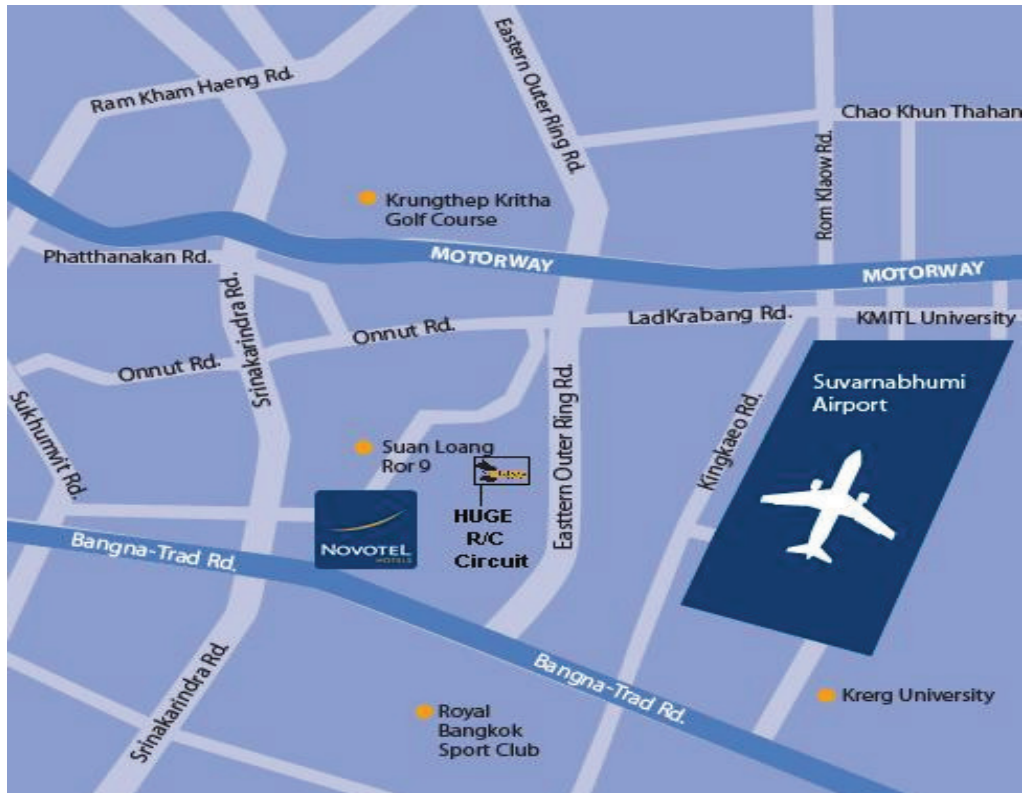 Ram Kham Haeng Rd.
Eastern Outer Ring Rd.
Chao Khun Thahan
Rom Klaow Rd.
Krungthep Kritha
Golf Course
Phatthanakan Rd.
MOTORWAY
MOTORWAY
Srinakarindra Rd.
Onnut Rd.
Onnut Rd.
LadKrabang Rd.
KMITL University
Sukhumvit Rd.
Suvarnabhumi
Airport
Kingkaeo Rd.
Easttern Outer Ring Rd.
Suan Loang
Ror 9
HUGE
R/C
Circuit
NOVOTEL
HOTELS
Bangna-Trad Rd.
Bangna-Trad Rd.
Srinakarindra Rd.
Royal
Bangkok
Sport Club
Krerg University